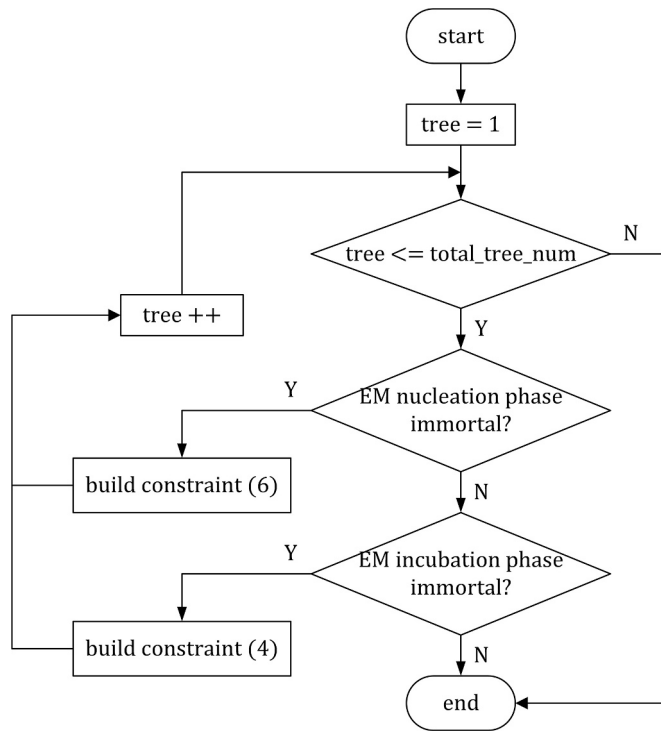 start
tree = 1
tree <= total_tree_num
N
tree ++
Y
EM nucleation phase
immortal?
Y
build constraint (6)
N
EM incubation phase
immortal?
Y
build constraint (4)
N
end